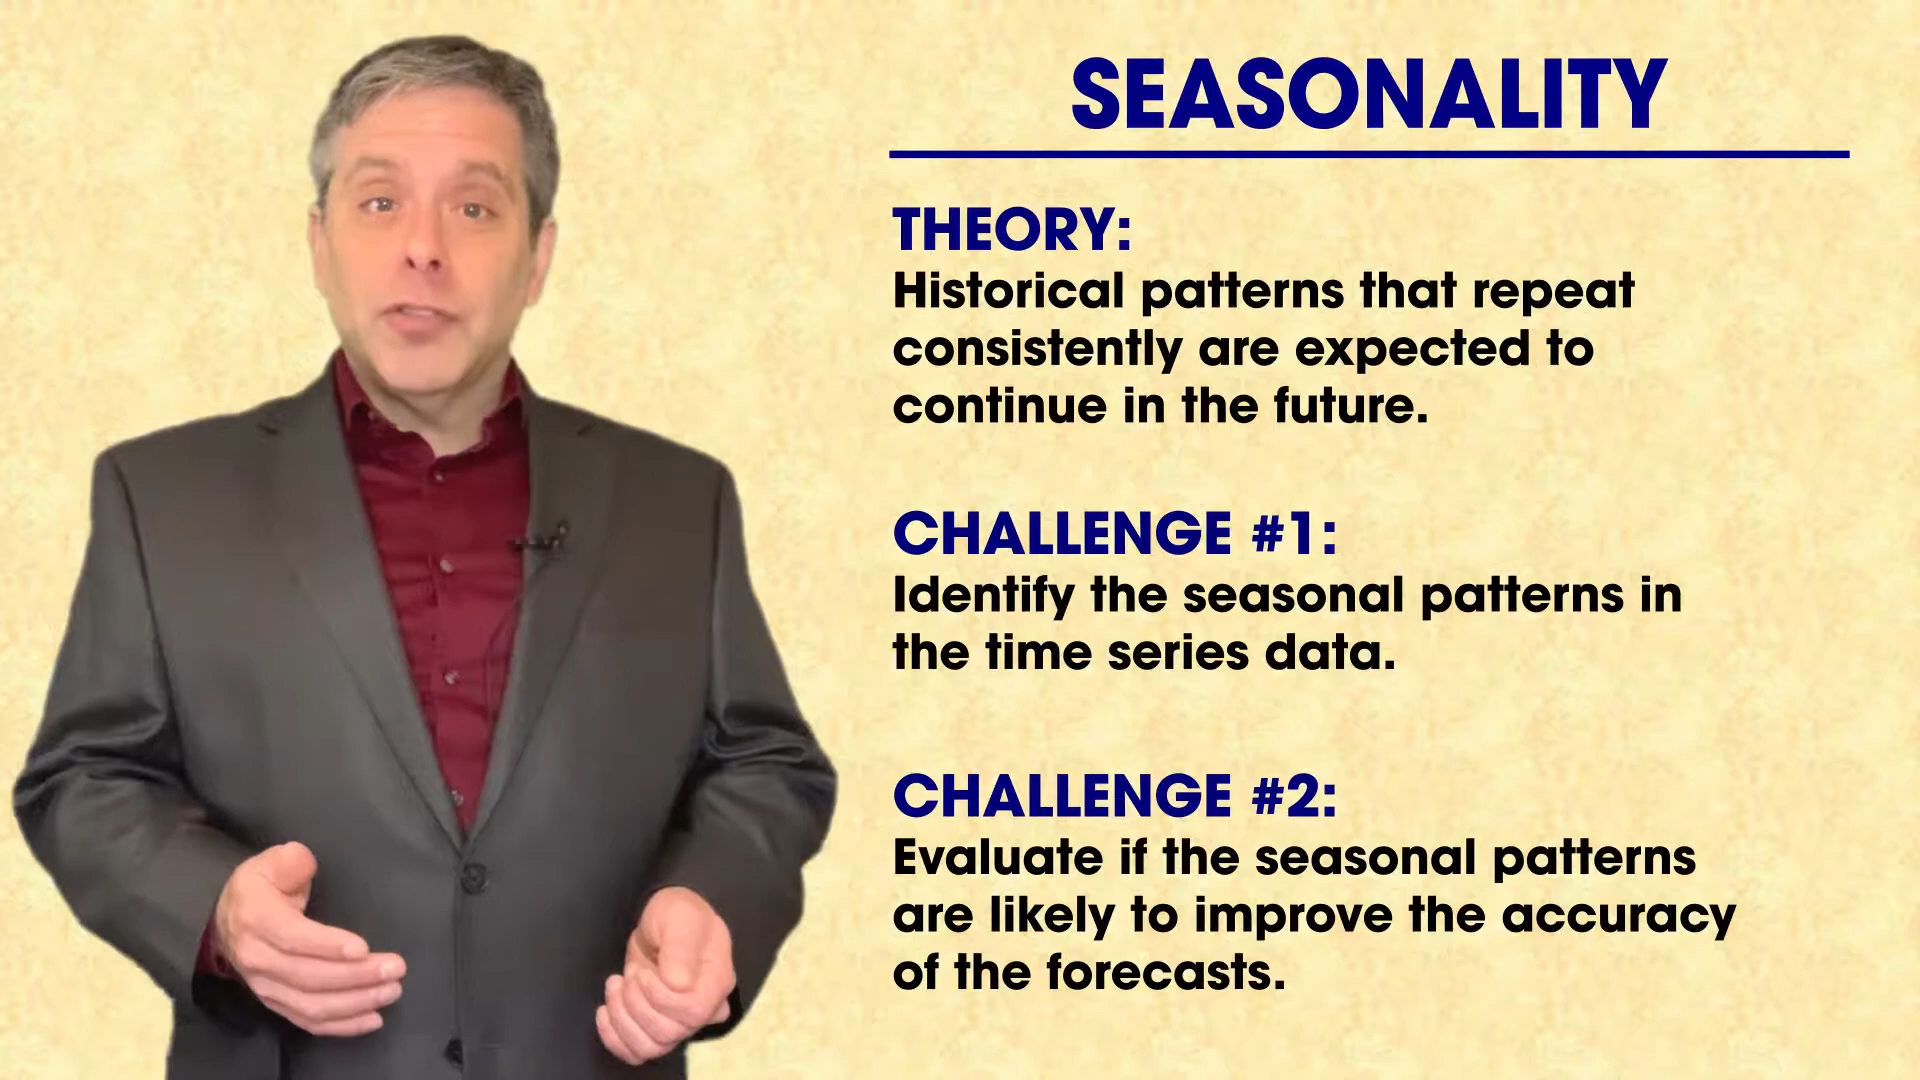 SEASONALITY
THEORY:
Historical patterns that repeat
consistently are expected to
continue in the future.
CHALLENGE #1:
Identify the seasonal patterns in
the time series data.
CHALLENGE #2:
Evaluate if the seasonal patterns
are likely to improve the accuracy
of the forecasts.